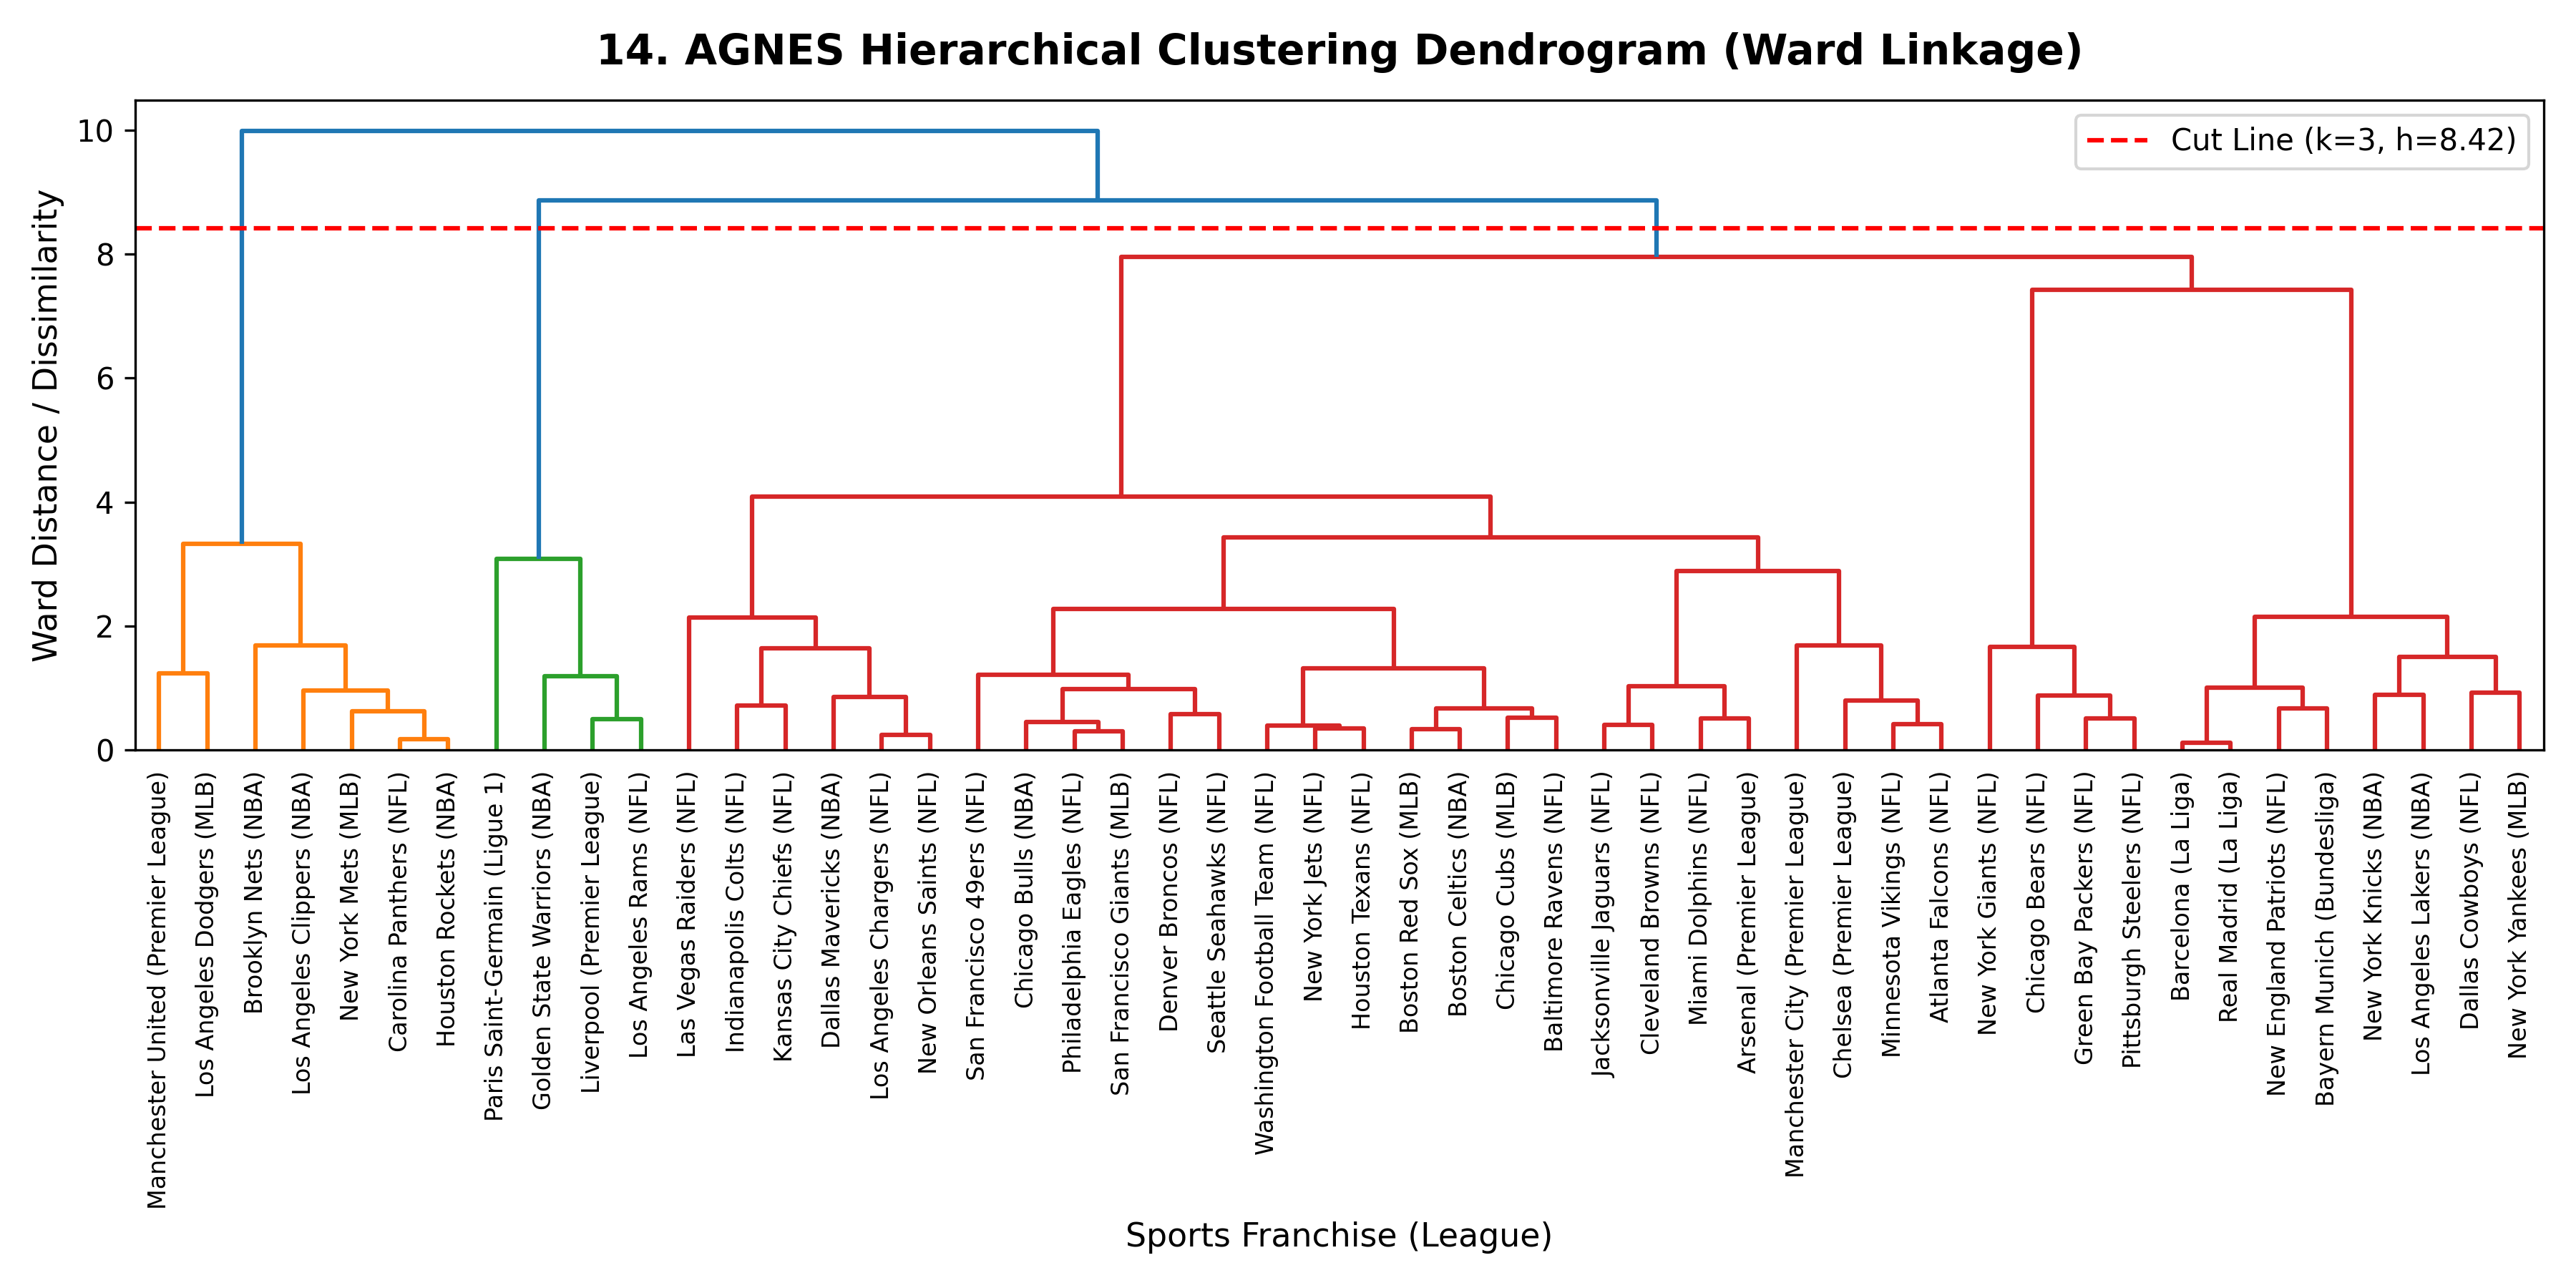 14. AGNES Hierarchical Clustering Dendrogram (Ward Linkage)
Cut Line (k=3, h=8.42)
Ward Distance / Dissimilarity
10
8
6
4
2
0
Manchester United (Premier League)
Los Angeles Dodgers (MLB)
Brooklyn Nets (NBA)
Los Angeles Clippers (NBA)
New York Mets (MLB)
Carolina Panthers (NFL)
Houston Rockets (NBA)
Paris Saint-Germain (Ligue 1)
Golden State Warriors (NBA)
Liverpool (Premier League)
Los Angeles Rams (NFL)
Las Vegas Raiders (NFL)
Indianapolis Colts (NFL)
Kansas City Chiefs (NFL)
Dallas Mavericks (NBA)
Los Angeles Chargers (NFL)
New Orleans Saints (NFL)
San Francisco 49ers (NFL)
Chicago Bulls (NBA)
Philadelphia Eagles (NFL)
San Francisco Giants (MLB)
Denver Broncos (NFL)
Seattle Seahawks (NFL)
Washington Football Team (NFL)
New York Jets (NFL)
Houston Texans (NFL)
Boston Red Sox (MLB)
Boston Celtics (NBA)
Chicago Cubs (MLB)
Baltimore Ravens (NFL)
Jacksonville Jaguars (NFL)
Cleveland Browns (NFL)
Miami Dolphins (NFL)
Arsenal (Premier League)
Manchester City (Premier League)
Chelsea (Premier League)
Minnesota Vikings (NFL)
Atlanta Falcons (NFL)
New York Giants (NFL)
Chicago Bears (NFL)
Green Bay Packers (NFL)
Pittsburgh Steelers (NFL)
Barcelona (La Liga)
Real Madrid (La Liga)
New England Patriots (NFL)
Bayern Munich (Bundesliga)
New York Knicks (NBA)
Los Angeles Lakers (NBA)
Dallas Cowboys (NFL)
New York Yankees (MLB)
Sports Franchise (League)